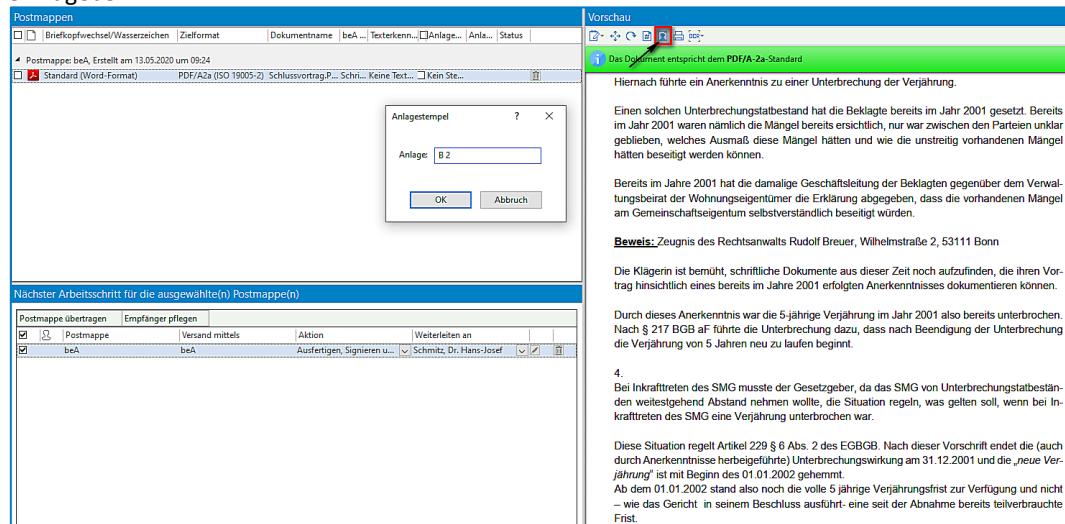 Postmappen
Briefkopfwechsel/Wasserzeichen Zielformat Dokumentname beA ... Texterkenn... Anlage... Anla... Status
Postmappe: beA, Erstellt am 13.05.2020 um 09:24
Standard (Word-Format) PDF/A2a (ISO 19005-2) Schlussvortrag.P... Schri... Keine Text... Kein Ste...
Anlagestempel ? ×
Anlage: B 2
OK Abbruch
Nächster Arbeitsschritt für die ausgewählte(n) Postmappe(n)
Postmappe übertragen Empfänger pflegen
Postmappe Versand mittels Aktion Weiterleiten an
beA beA Ausfertigen, Signieren u... Schmitz, Dr. Hans-Josef
Vorschau
Das Dokument entspricht dem PDF/A-2a-Standard
Hiernach führte ein Anerkenntnis zu einer Unterbrechung der Verjährung.
Einen solchen Unterbrechungstatbestand hat die Beklagte bereits im Jahr 2001 gesetzt. Bereits
im Jahr 2001 waren nämlich die Mängel bereits ersichtlich, nur war zwischen den Parteien unklar
geblieben, welches Ausmaß diese Mängel hätten und wie die unstreitig vorhandenen Mängel
hätten beseitigt werden können.
Bereits im Jahre 2001 hat die damalige Geschäftsleitung der Beklagten gegenüber dem Verwal-
tungsbeirat der Wohnungseigentümer die Erklärung abgegeben, dass die vorhandenen Mängel
am Gemeinschaftseigentum selbstverständlich beseitigt würden.
Beweis: Zeugnis des Rechtsanwalts Rudolf Breuer, Wilhelmstraße 2, 53111 Bonn
Die Klägerin ist bemüht, schriftliche Dokumente aus dieser Zeit noch aufzufinden, die ihren Vor-
trag hinsichtlich eines bereits im Jahre 2001 erfolgten Anerkenntnisses dokumentieren können.
Durch dieses Anerkenntnis war die 5-jährige Verjährung im Jahr 2001 also bereits unterbrochen.
Nach § 217 BGB aF führte die Unterbrechung dazu, dass nach Beendigung der Unterbrechung
die Verjährung von 5 Jahren neu zu laufen beginnt.
4.
Bei Inkrafttreten des SMG musste der Gesetzgeber, da das SMG von Unterbrechungstatbestän-
den weitestgehend Abstand nehmen wollte, die Situation regeln, was gelten soll, wenn bei In-
krafttreten des SMG eine Verjährung unterbrochen war.
Diese Situation regelt Artikel 229 § 6 Abs. 2 des EGBGB. Nach dieser Vorschrift endet die (auch
durch Anerkenntnisse herbeigeführte) Unterbrechungswirkung am 31.12.2001 und die „neue Ver-
jährung" ist mit Beginn des 01.01.2002 gehemmt.
Ab dem 01.01.2002 stand also noch die volle 5 jährige Verjährungsfrist zur Verfügung und nicht
– wie das Gericht in seinem Beschluss ausführt- eine seit der Abnahme bereits teilverbrauchte
Frist.